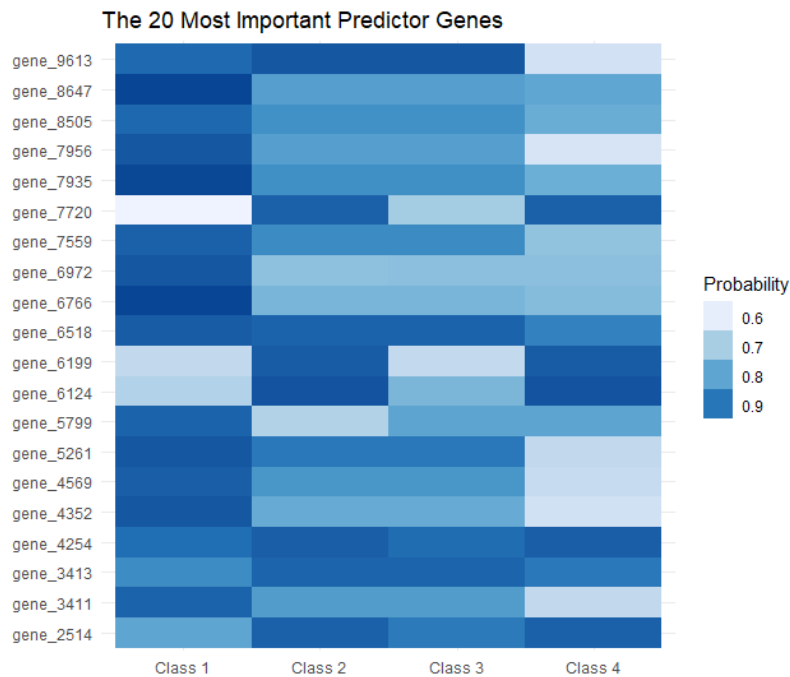 The 20 Most Important Predictor Genes
gene_9613
gene_8647
gene_8505
gene_7956
gene_7935
gene_7720
gene_7559
gene_6972
gene_6766
gene_6518
gene_6199
gene_6124
gene_5799
gene_5261
gene_4569
gene_4352
gene_4254
gene_3413
gene_3411
gene_2514
Class 1 Class 2 Class 3 Class 4
Probability
0.6
0.7
0.8
0.9